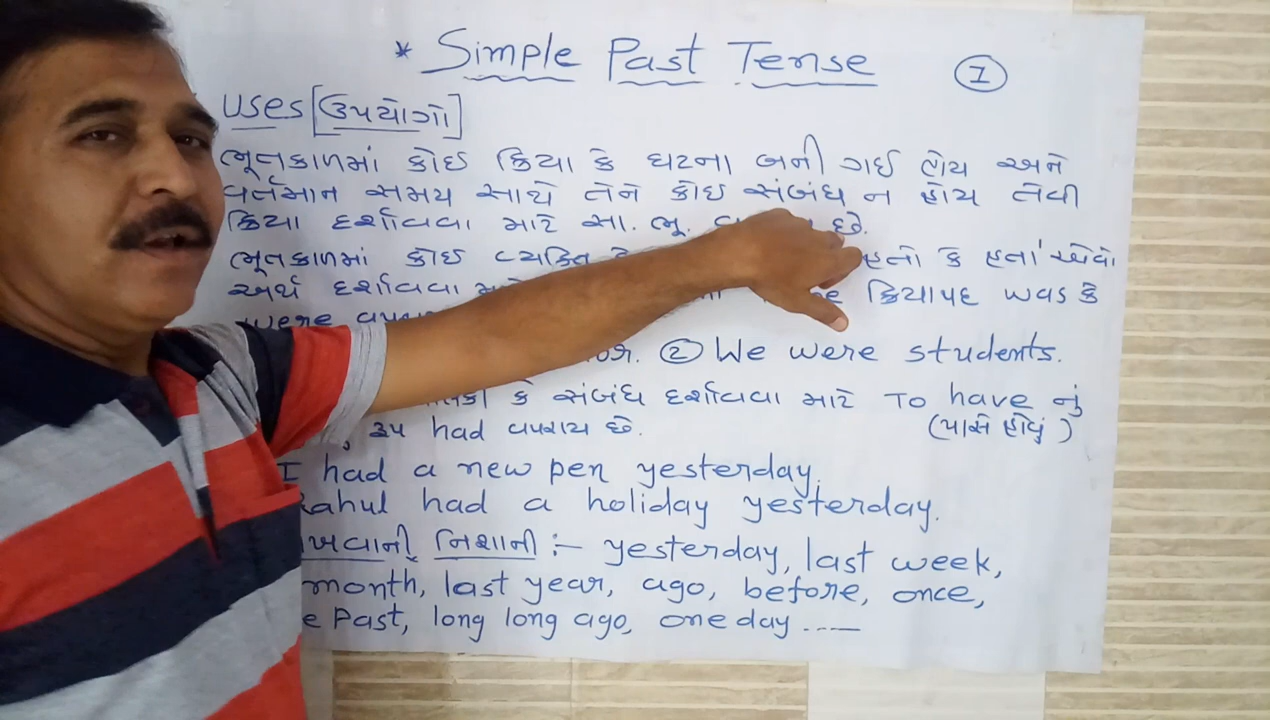 * Simple Past Tense ①
uses [ઉપયોગો]
ભૂતકાળમાં કોઈ ક્રિયા કે ઘટના બની ગઈ હોય અને
વર્તમાન સમય સાથે તેને કોઇ સંબંધ ન હોય તેવી
ક્રિયા દર્શાવવા માટે સા. ભૂ. છે.
ભૂતકાળમાં કોઈ વ્યક્તિ હતો કે હતાં એવો
અર્થ દર્શાવવા ક્રિયાપદ was કે
were
② We were students.
કે સંબંધ દર્શાવવા માટે To have નું
રૂપ had વપરાય છે. (પાસે હોવું)
I had a new pen yesterday.
Rahul had a holiday yesterday.
નિશાની :- yesterday, last week,
month, last year, ago, before, once,
Past, long long ago, one day .....